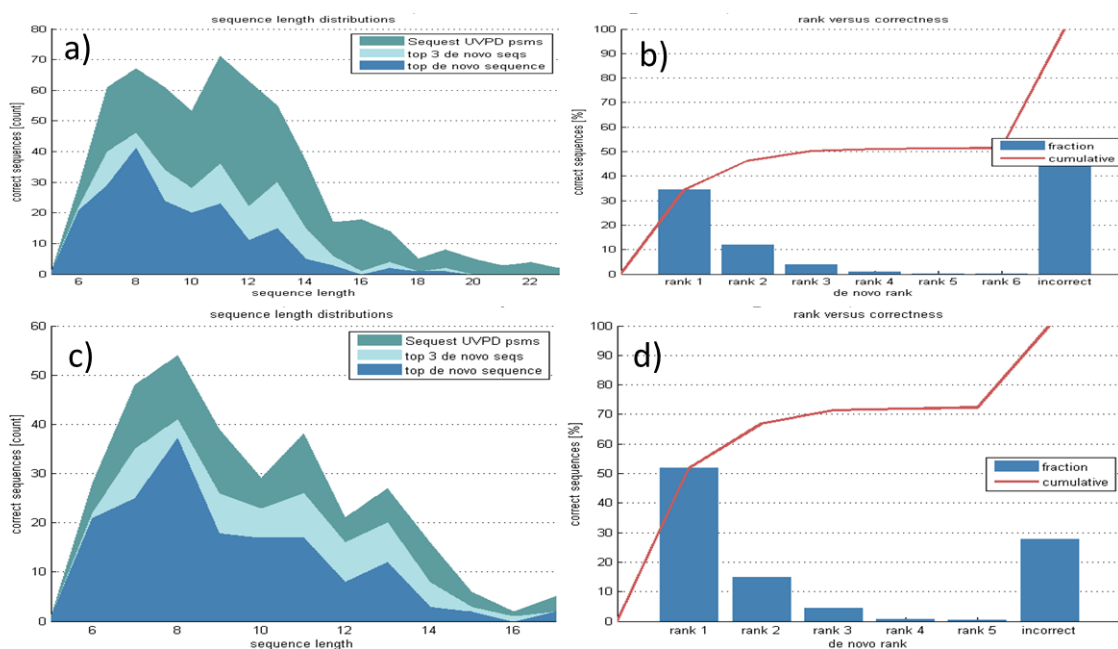 sequence length distributions
a)
Sequest UVPD psms
top 3 de novo seqs
top de novo sequence
correct sequences [count]
80
70
60
50
40
30
20
10
0
6 8 10 12 14 16 18 20 22
sequence length
rank versus correctness
b)
correct sequences [%]
100
90
80
70
60
50
40
30
20
10
0
fraction
cumulative
rank 1 rank 2 rank 3 rank 4 rank 5 rank 6 incorrect
de novo rank
sequence length distributions
c)
Sequest UVPD psms
top 3 de novo seqs
top de novo sequence
correct sequences [count]
60
50
40
30
20
10
0
6 8 10 12 14 16
sequence length
rank versus correctness
d)
correct sequences [%]
100
90
80
70
60
50
40
30
20
10
0
fraction
cumulative
rank 1 rank 2 rank 3 rank 4 rank 5 incorrect
de novo rank